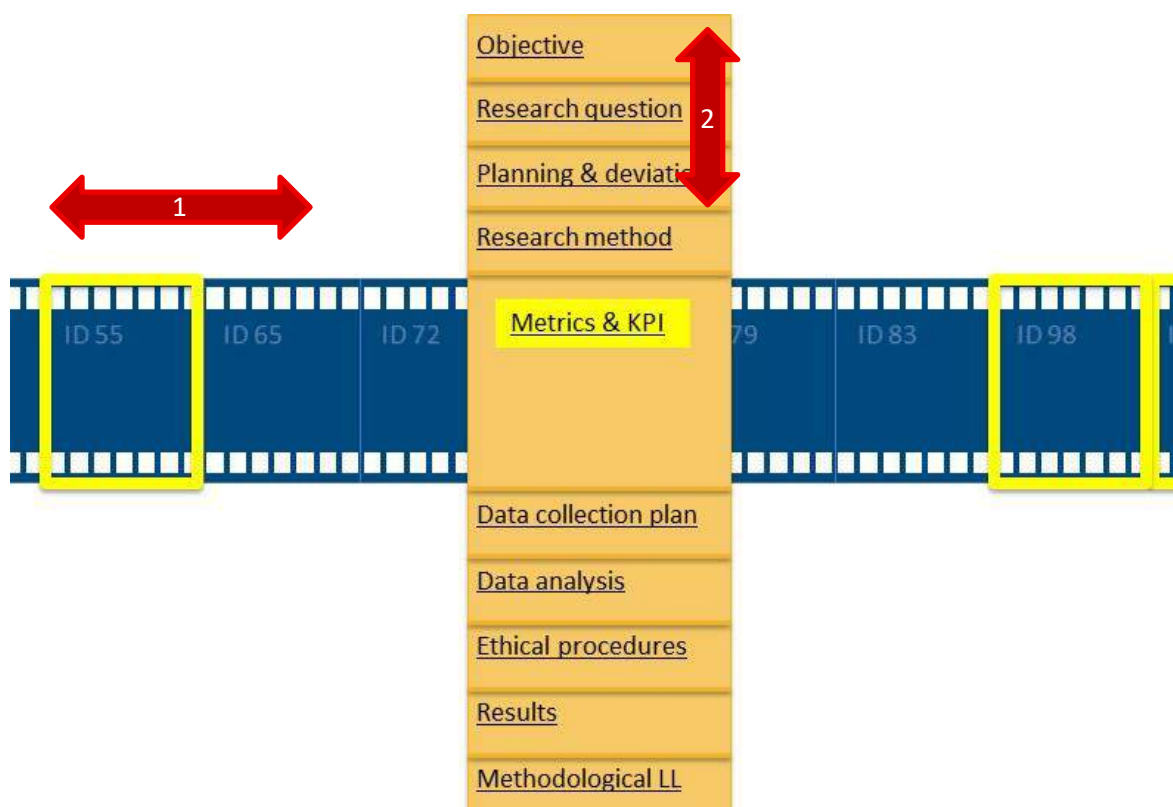 Objective
Research question
2
Planning & deviatio
1
Research method
ID 55
ID 65
ID 72
Metrics & KPI
79
ID 83
ID 98
Data collection plan
Data analysis
Ethical procedures
Results
Methodological LL